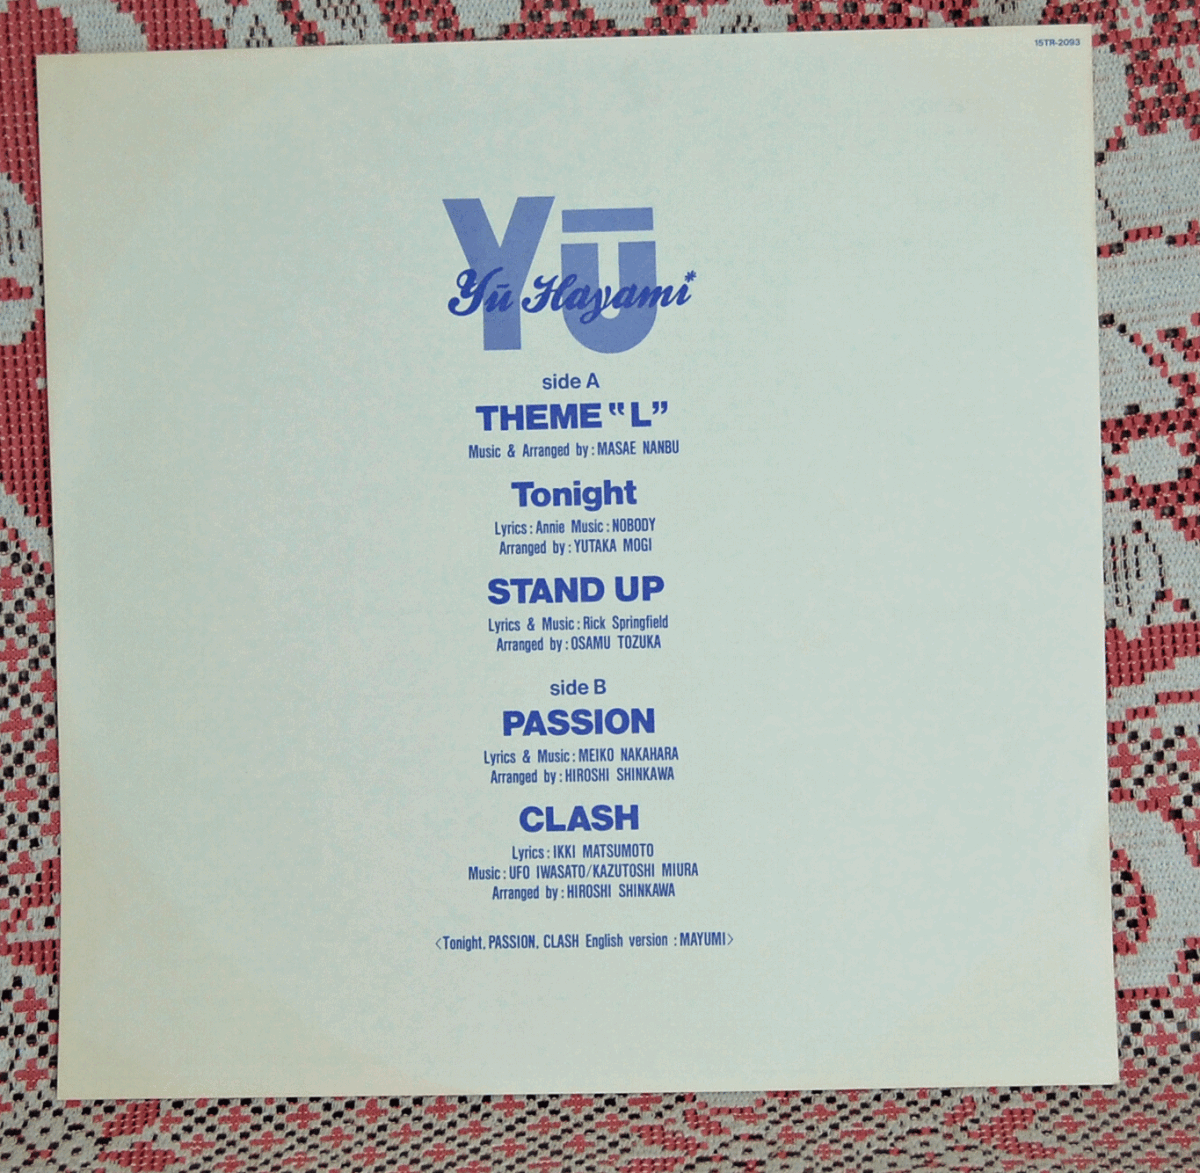 15TR-2093
YŪ
Yū Hayami*
side A
THEME “L”
Music & Arranged by : MASAE NANBU
Tonight
Lyrics : Annie Music : NOBODY
Arranged by : YUTAKA MOGI
STAND UP
Lyrics & Music : Rick Springfield
Arranged by : OSAMU TOZUKA
side B
PASSION
Lyrics & Music : MEIKO NAKAHARA
Arranged by : HIROSHI SHINKAWA
CLASH
Lyrics : IKKI MATSUMOTO
Music : UFO IWASATO/KAZUTOSHI MIURA
Arranged by : HIROSHI SHINKAWA
〈Tonight, PASSION, CLASH English version : MAYUMI〉